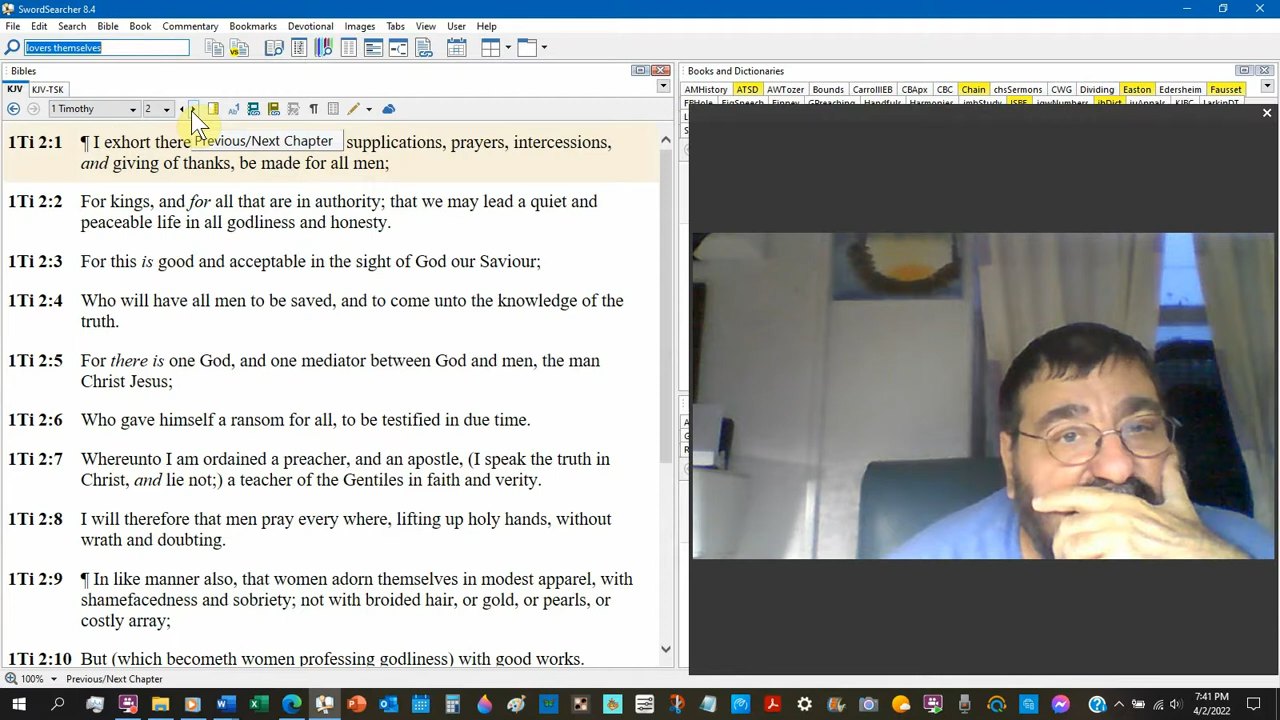 SwordSearcher 8.4
File Edit Search Bible Book Commentary Bookmarks Devotional Images Tabs View User Help
lovers themselves
Bibles
KJV KJV-TSK
1 Timothy 2
Previous/Next Chapter
1Ti 2:1 ¶ I exhort there supplications, prayers, intercessions,
and giving of thanks, be made for all men;
1Ti 2:2 For kings, and for all that are in authority; that we may lead a quiet and
peaceable life in all godliness and honesty.
1Ti 2:3 For this is good and acceptable in the sight of God our Saviour;
1Ti 2:4 Who will have all men to be saved, and to come unto the knowledge of the
truth.
1Ti 2:5 For there is one God, and one mediator between God and men, the man
Christ Jesus;
1Ti 2:6 Who gave himself a ransom for all, to be testified in due time.
1Ti 2:7 Whereunto I am ordained a preacher, and an apostle, (I speak the truth in
Christ, and lie not;) a teacher of the Gentiles in faith and verity.
1Ti 2:8 I will therefore that men pray every where, lifting up holy hands, without
wrath and doubting.
1Ti 2:9 ¶ In like manner also, that women adorn themselves in modest apparel, with
shamefacedness and sobriety; not with broided hair, or gold, or pearls, or
costly array;
1Ti 2:10 But (which becometh women professing godliness) with good works.
100% Previous/Next Chapter
Books and Dictionaries
AMHistory ATSD AWTozer Bounds CarrollIEB CBApx CBC Chain chsSermons CWG Dividing Easton Edersheim Fausset
7:41 PM
4/2/2022